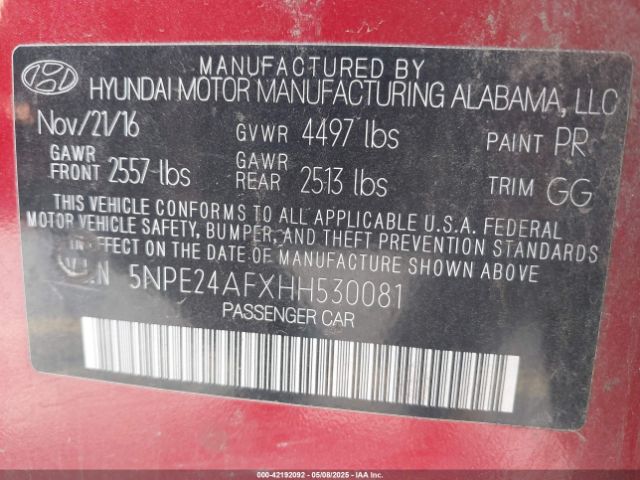 MANUFACTURED BY
HYUNDAI MOTOR MANUFACTURING ALABAMA, LLC
Nov/21/16 GVWR 4497 lbs PAINT PR
GAWR FRONT 2557 lbs GAWR REAR 2513 lbs TRIM GG
THIS VEHICLE CONFORMS TO ALL APPLICABLE U.S.A. FEDERAL
MOTOR VEHICLE SAFETY, BUMPER, AND THEFT PREVENTION STANDARDS
IN EFFECT ON THE DATE OF MANUFACTURE SHOWN ABOVE.
5NPE24AFXHH530081
PASSENGER CAR
000-42192092 05/08/2025 COPYRIGHT IAA, LLC.